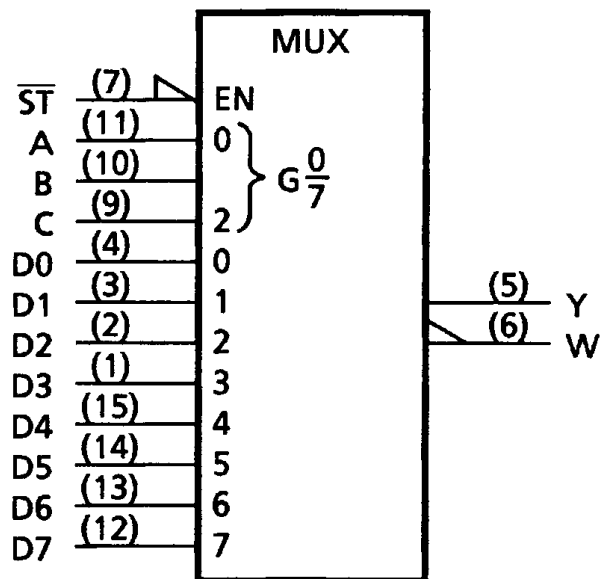 MUX
S̅T̅ (7) EN
A (11) 0
B (10) G 0/7
C (9) 2
D0 (4) 0
D1 (3) 1 (5) Y
D2 (2) 2 (6) W
D3 (1) 3
D4 (15) 4
D5 (14) 5
D6 (13) 6
D7 (12) 7